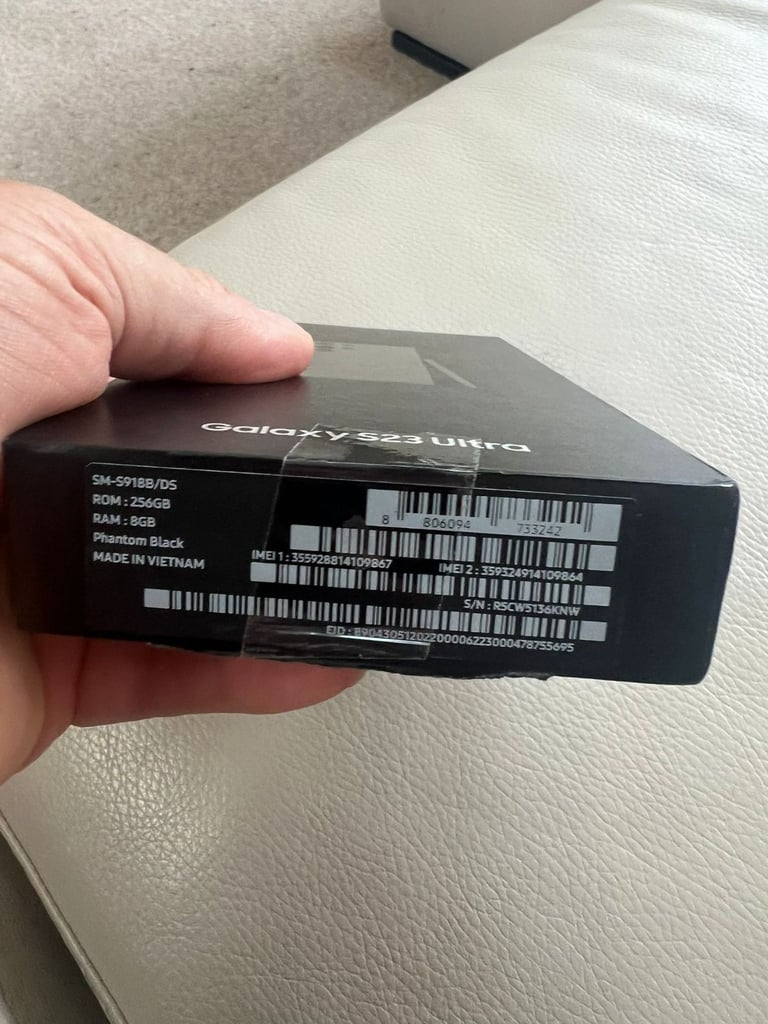 Galaxy S23 Ultra
SM-S918B/DS
ROM : 256GB
RAM : 8GB
Phantom Black
MADE IN VIETNAM
8 806094 733242
IMEI 1 : 355928814109867
IMEI 2 : 359324914109864
S/N : R5CW5136KNW
EID : 89043051202200006223000478755695